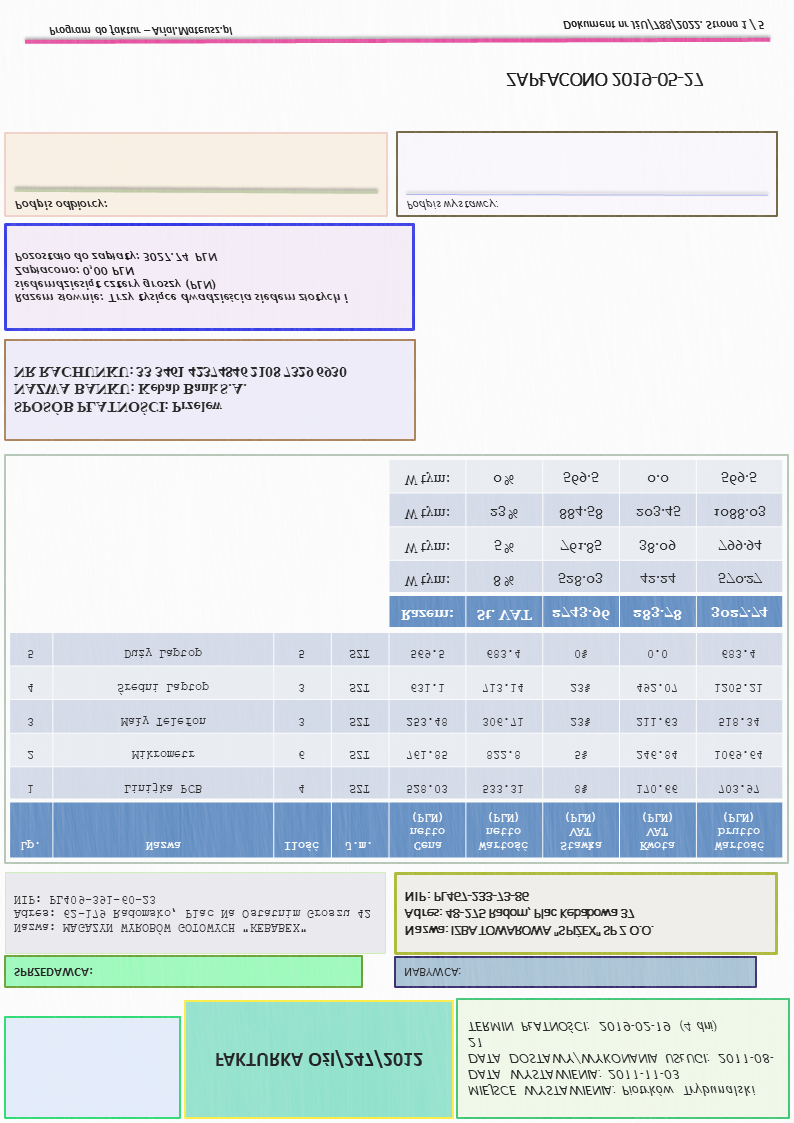 MIEJSCE WYSTAWIENIA: Piotrków Trybunalski
DATA WYSTAWIENIA: 2011-11-03
DATA DOSTAWY/WYKONANIA USŁUGI: 2011-08-
21
TERMIN PŁATNOŚCI: 2019-02-19 (4 dni)
FAKTURKA OżI/247/2012
SPRZEDAWCA:
NABYWCA:
Nazwa: MAGAZYN WYROBÓW GOTOWYCH "KEBABEX"
Adres: 62-179 Radomsko, Plac Na Ostatnim Groszu 42
NIP: PL409-391-60-23
Nazwa: IZBA TOWAROWA "SPIŻEX" SP Z O.O.
Adres: 48-275 Radom, Plac Kebabowa 37
NIP: PL467-233-73-86
Lp. Nazwa Ilość J.m. Cena netto (PLN) Wartość netto (PLN) Stawka VAT (PLN) Kwota VAT (PLN) Wartość brutto (PLN)
1 Linijka PCB 4 SZT 528.03 533.31 8% 170.66 703.97
2 Mikrometr 6 SZT 761.85 822.8 5% 246.84 1069.64
3 Mały Telefon 3 SZT 253.48 306.71 23% 211.63 518.34
4 Średni Laptop 3 SZT 631.1 713.14 23% 492.07 1205.21
5 Duży Laptop 5 SZT 569.5 683.4 0% 0.0 683.4
Razem: St. VAT 2743.96 283.78 3027.74
W tym: 8 % 528.03 42.24 570.27
W tym: 5 % 761.85 38.09 799.94
W tym: 23 % 884.58 203.45 1088.03
W tym: 0 % 569.5 0.0 569.5
SPOSÓB PŁATNOŚCI: Przelew
NAZWA BANKU: Kebab Bank S.A.
NR RACHUNKU: 33 3461 42374846 2108 7329 6930
Razem słownie: Trzy tysiące dwadzieścia siedem złotych i
siedemdziesiąt cztery groszy (PLN)
Zapłacono: 0,00 PLN
Pozostało do zapłaty: 3027.74 PLN
Podpis odbiorcy:
Podpis wystawcy:
ZAPŁACONO 2019-05-27
Program do faktur – Arial.Mateusz.pl
Dokument nr IZU/788/2022. Strona 1 / 5